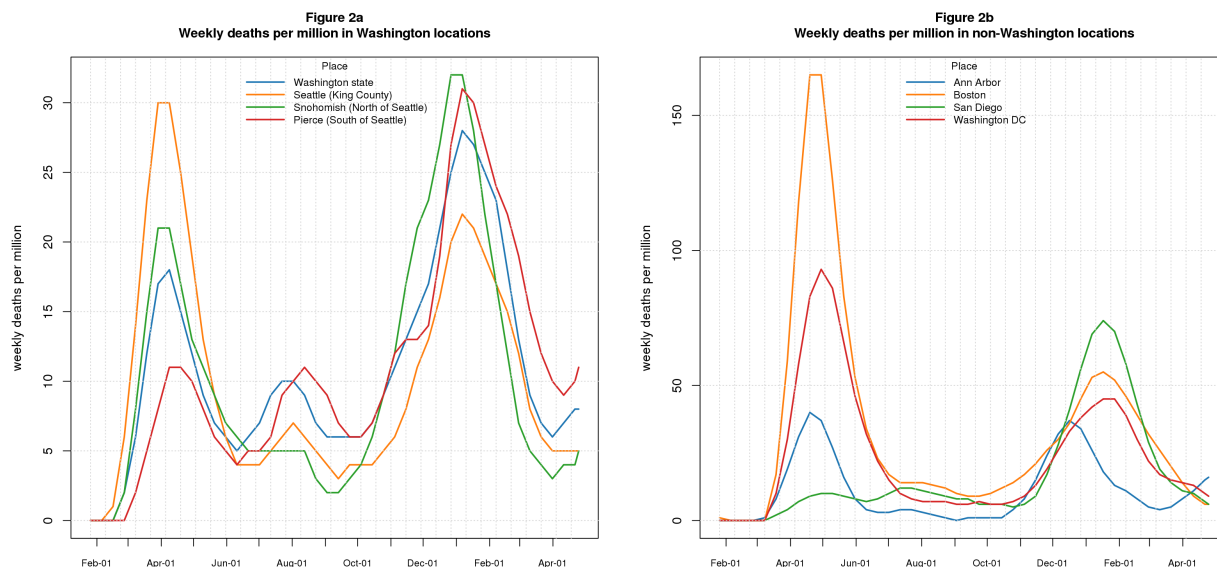 Figure 2a
Weekly deaths per million in Washington locations
Place
Washington state
Seattle (King County)
Snohomish (North of Seattle)
Pierce (South of Seattle)
weekly deaths per million
30
25
20
15
10
5
0
Feb-01 Apr-01 Jun-01 Aug-01 Oct-01 Dec-01 Feb-01 Apr-01
Figure 2b
Weekly deaths per million in non-Washington locations
Place
Ann Arbor
Boston
San Diego
Washington DC
weekly deaths per million
150
100
50
0
Feb-01 Apr-01 Jun-01 Aug-01 Oct-01 Dec-01 Feb-01 Apr-01